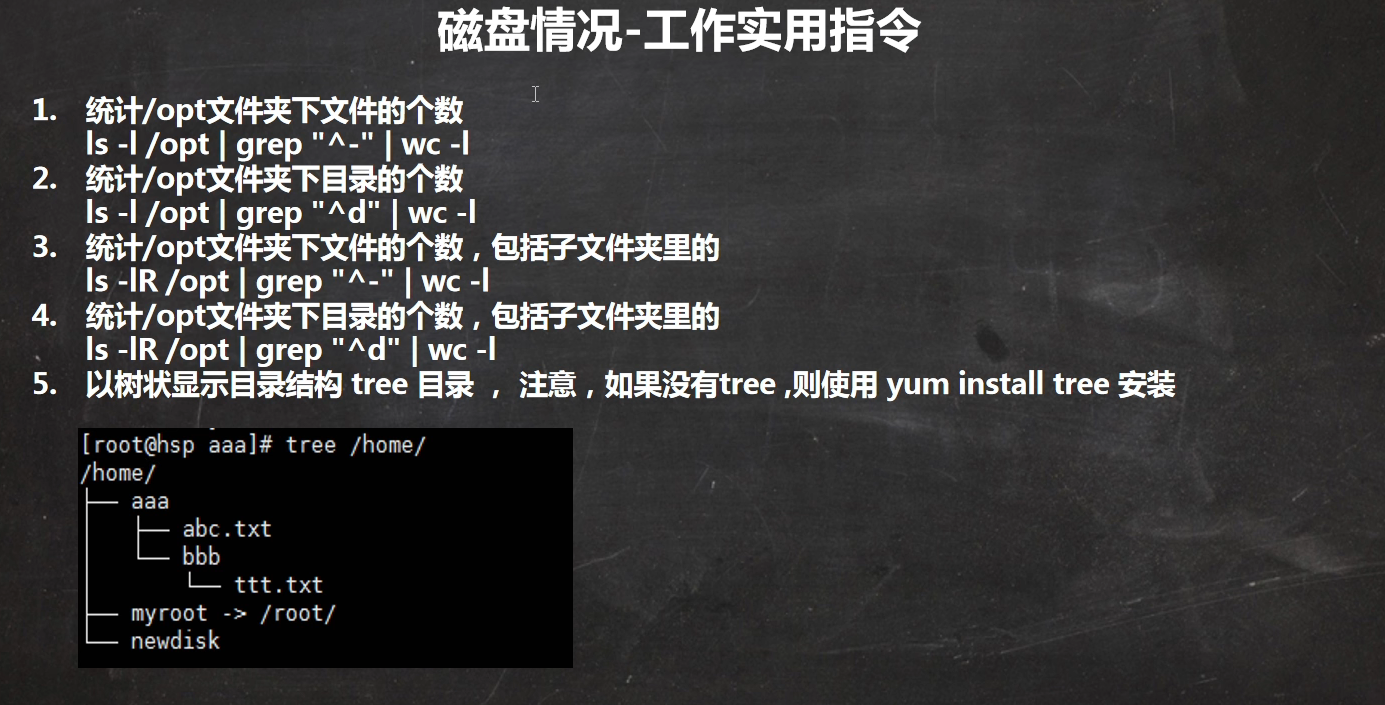 磁盘情况-工作实用指令
1. 统计/opt文件夹下文件的个数
ls -l /opt | grep "^-" | wc -l
2. 统计/opt文件夹下目录的个数
ls -l /opt | grep "^d" | wc -l
3. 统计/opt文件夹下文件的个数，包括子文件夹里的
ls -lR /opt | grep "^-" | wc -l
4. 统计/opt文件夹下目录的个数，包括子文件夹里的
ls -lR /opt | grep "^d" | wc -l
5. 以树状显示目录结构 tree 目录 ， 注意，如果没有tree ,则使用 yum install tree 安装
[root@hsp aaa]# tree /home/
/home/
├── aaa
│   ├── abc.txt
│   └── bbb
│       └── ttt.txt
├── myroot -> /root/
└── newdisk